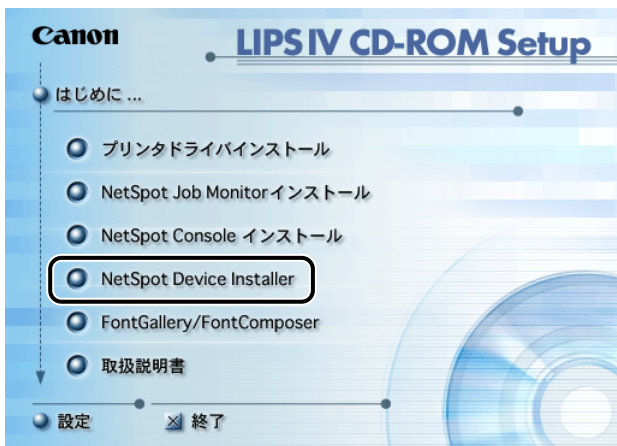 Canon
LIPS IV CD-ROM Setup
はじめに ...
プリンタドライバインストール
NetSpot Job Monitorインストール
NetSpot Console インストール
NetSpot Device Installer
FontGallery/FontComposer
取扱説明書
設定
終了